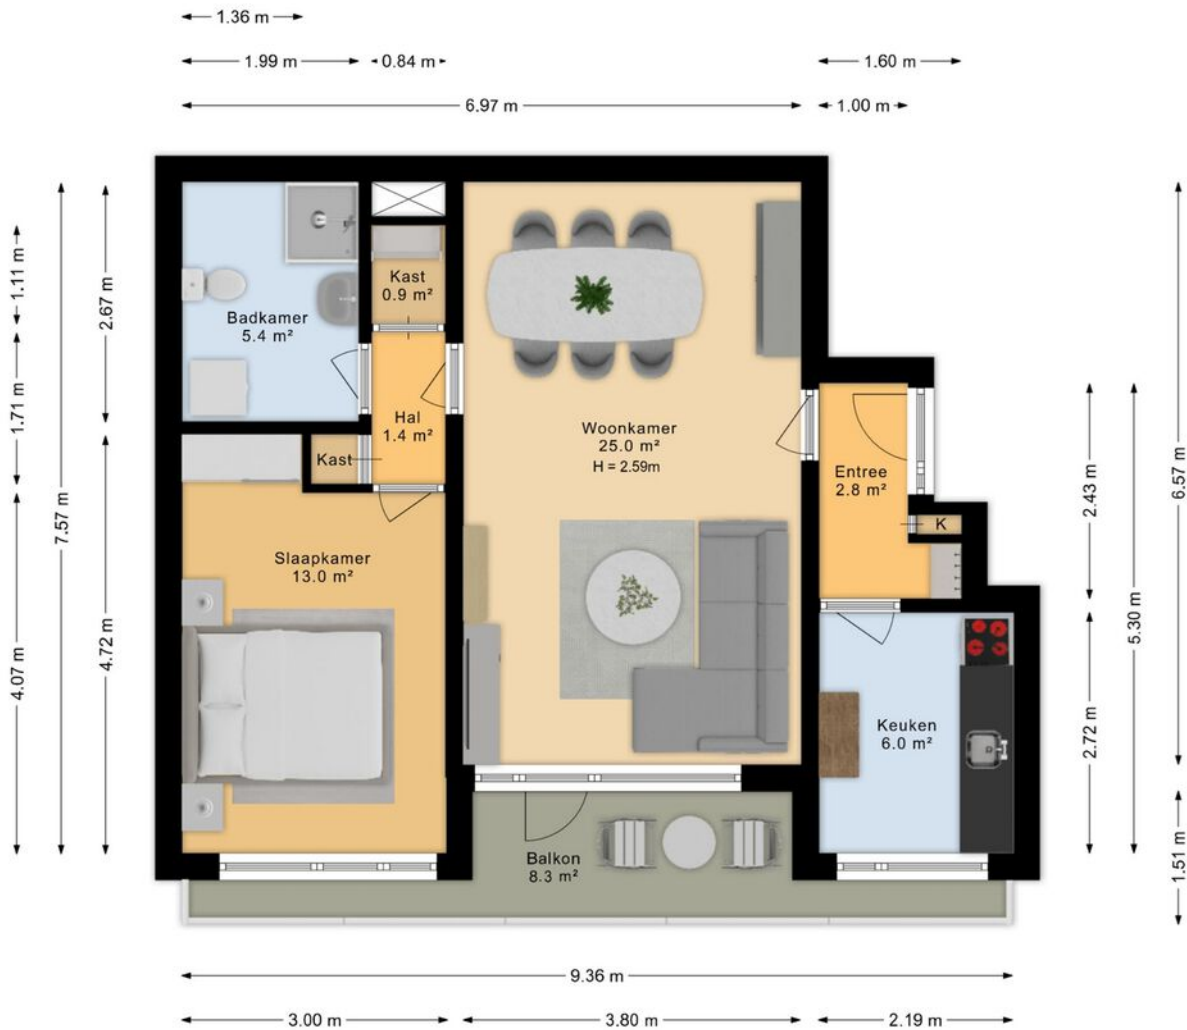 1.36 m
1.99 m
0.84 m
1.60 m
6.97 m
1.00 m
Kast
0.9 m²
Badkamer
5.4 m²
Hal
1.4 m²
Kast
Woonkamer
25.0 m²
H = 2.59m
Entree
2.8 m²
K
Slaapkamer
13.0 m²
Keuken
6.0 m²
Balkon
8.3 m²
1.11 m
1.71 m
4.07 m
7.57 m
2.67 m
4.72 m
2.43 m
2.72 m
5.30 m
6.57 m
1.51 m
9.36 m
3.00 m
3.80 m
2.19 m